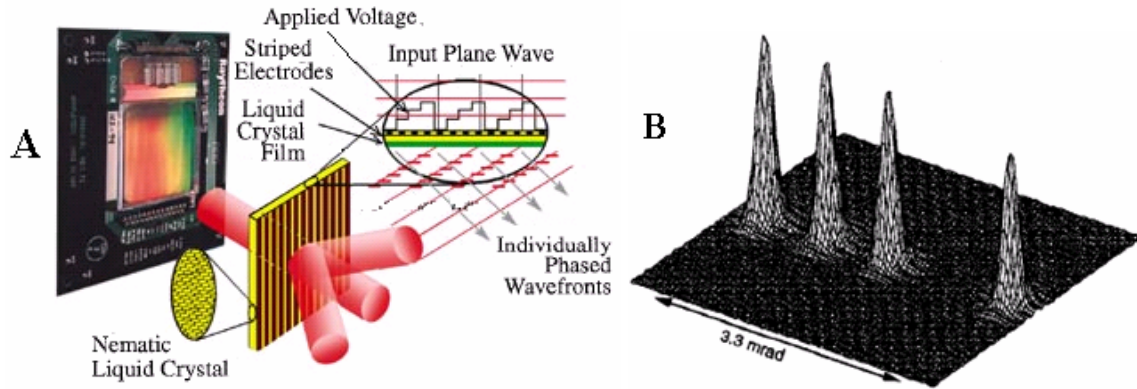 A
Applied Voltage
Striped
Electrodes
Input Plane Wave
Liquid
Crystal
Film
Raytheon
Individually
Phased
Wavefronts
Nematic
Liquid Crystal
B
3.3 mrad